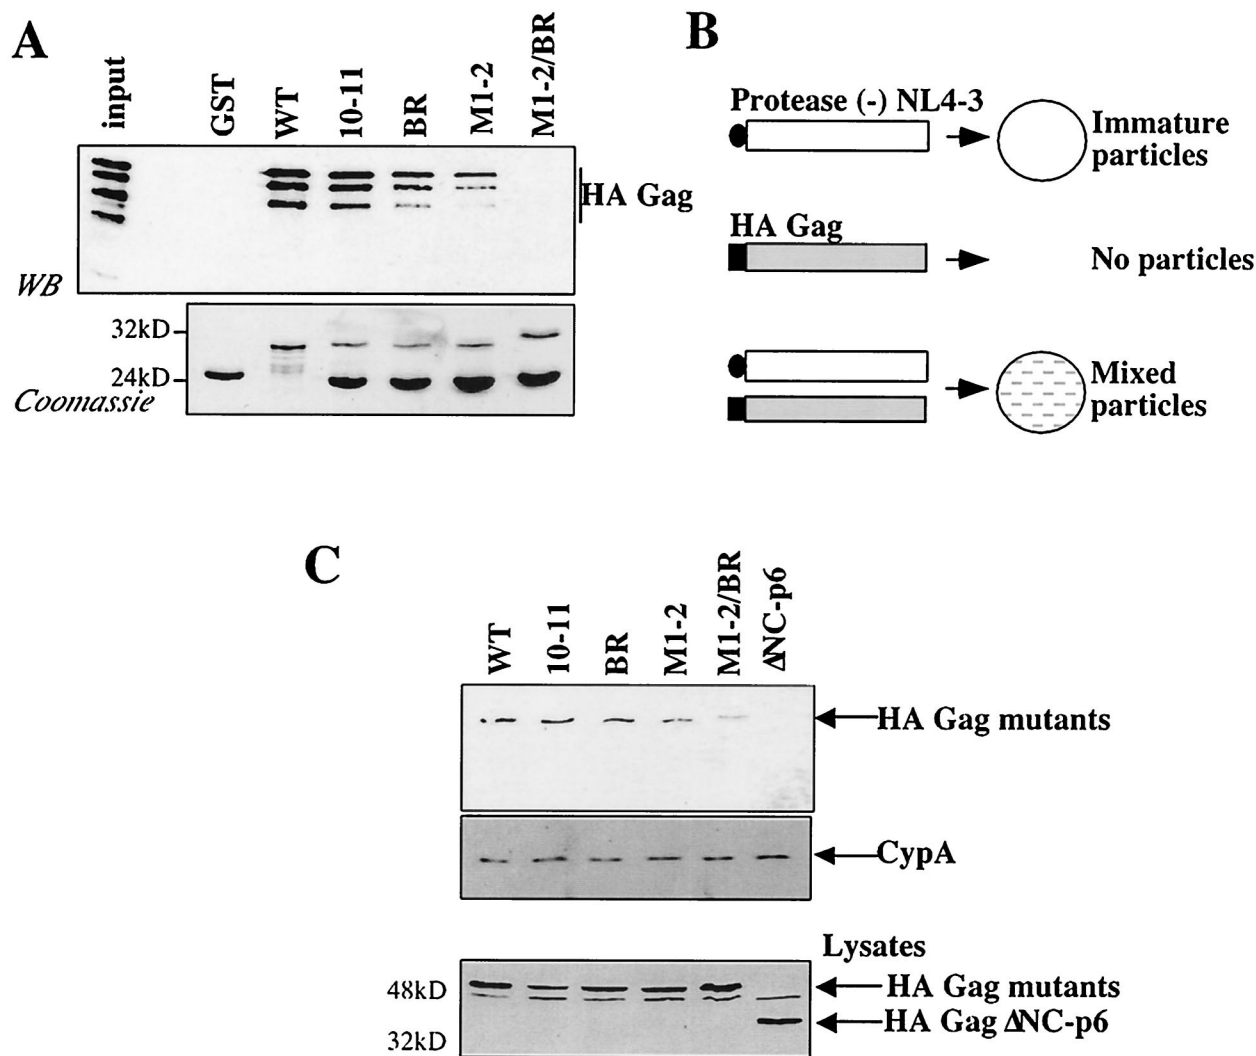 A
input
GST
WT
10-11
BR
M1-2
M1-2/BR
HA Gag
WB
32kD
24kD
Coomassie
B
Protease (-) NL4-3
Immature
particles
HA Gag
No particles
Mixed
particles
C
WT
10-11
BR
M1-2
M1-2/BR
ΔNC-p6
HA Gag mutants
CypA
Lysates
48kD
HA Gag mutants
HA Gag ΔNC-p6
32kD